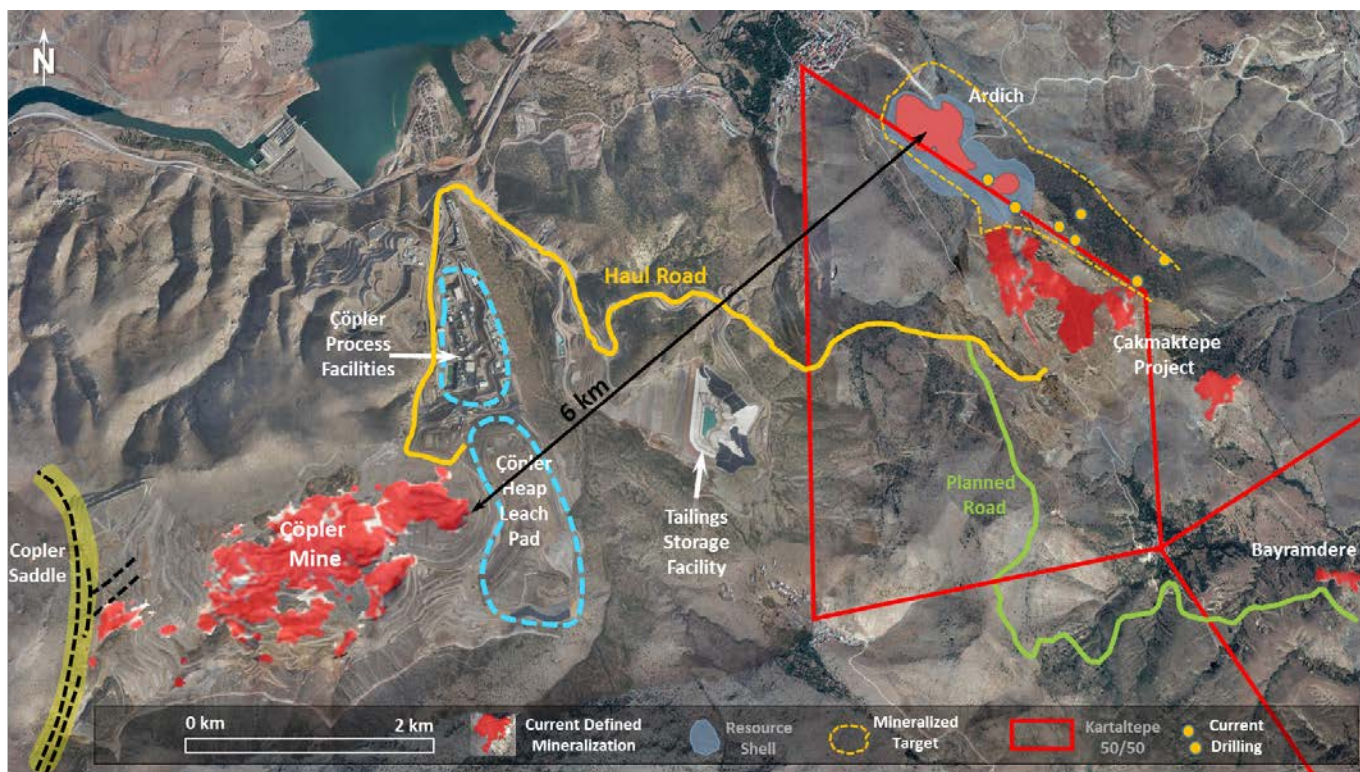 N
Ardich
Haul Road
Çöpler
Process
Facilities
Çakmaktepe
Project
6 km
Çöpler
Heap
Leach
Pad
Planned
Road
Çöpler
Mine
Tailings
Storage
Facility
Copler
Saddle
Bayramdere
0 km
2 km
Current Defined
Mineralization
Resource
Shell
Mineralized
Target
Kartaltepe
50/50
Current
Drilling